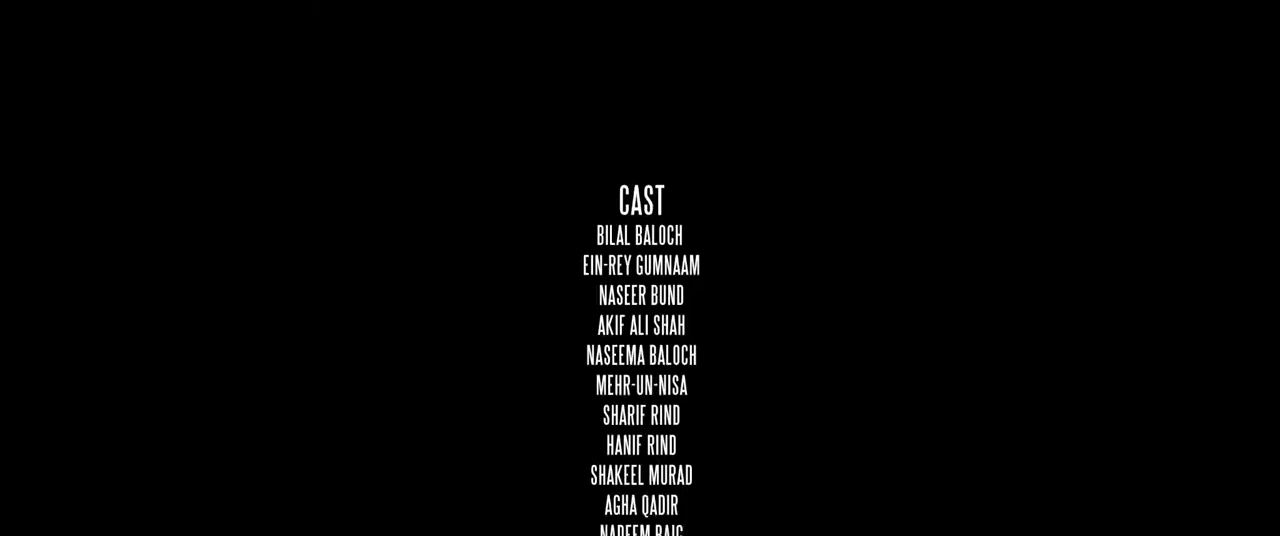 CAST
BILAL BALOCH
EIN-REY GUMNAAM
NASEER BUND
AKIF ALI SHAH
NASEEMA BALOCH
MEHR-UN-NISA
SHARIF RIND
HANIF RIND
SHAKEEL MURAD
AGHA QADIR